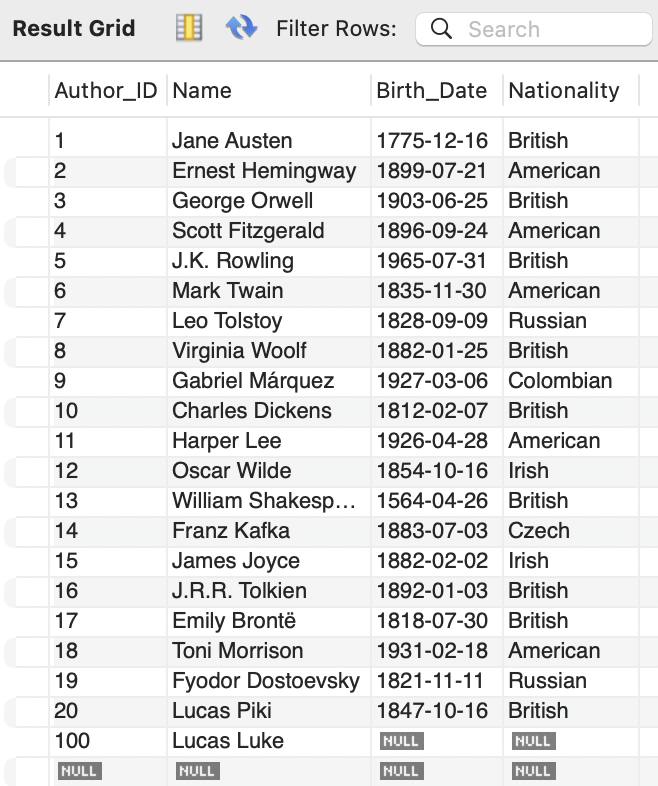 Result Grid Filter Rows: Search
Author_ID Name Birth_Date Nationality
1 Jane Austen 1775-12-16 British
2 Ernest Hemingway 1899-07-21 American
3 George Orwell 1903-06-25 British
4 Scott Fitzgerald 1896-09-24 American
5 J.K. Rowling 1965-07-31 British
6 Mark Twain 1835-11-30 American
7 Leo Tolstoy 1828-09-09 Russian
8 Virginia Woolf 1882-01-25 British
9 Gabriel Márquez 1927-03-06 Colombian
10 Charles Dickens 1812-02-07 British
11 Harper Lee 1926-04-28 American
12 Oscar Wilde 1854-10-16 Irish
13 William Shakesp... 1564-04-26 British
14 Franz Kafka 1883-07-03 Czech
15 James Joyce 1882-02-02 Irish
16 J.R.R. Tolkien 1892-01-03 British
17 Emily Brontë 1818-07-30 British
18 Toni Morrison 1931-02-18 American
19 Fyodor Dostoevsky 1821-11-11 Russian
20 Lucas Piki 1847-10-16 British
100 Lucas Luke NULL NULL
NULL NULL NULL NULL